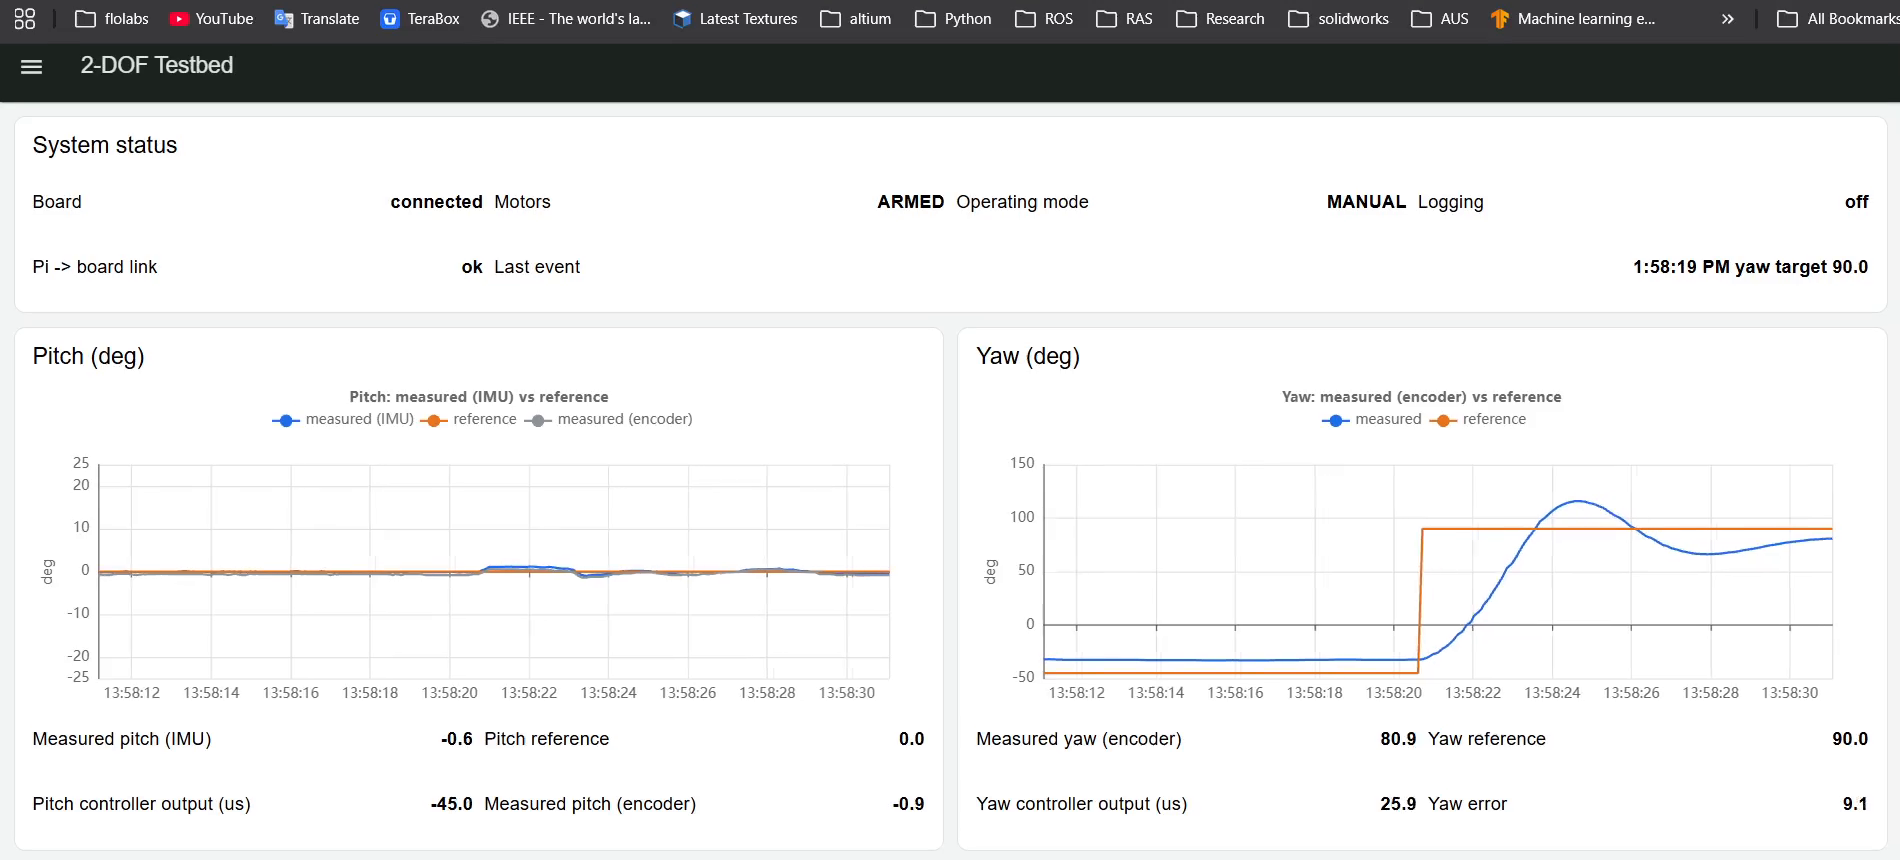 flolabs YouTube Translate TeraBox IEEE - The world's la... Latest Textures altium Python ROS RAS Research solidworks AUS Machine learning e... » All Bookmarks
2-DOF Testbed
System status
Board connected Motors ARMED Operating mode MANUAL Logging off
Pi -> board link ok Last event 1:58:19 PM yaw target 90.0
Pitch (deg)
Pitch: measured (IMU) vs reference
measured (IMU) reference measured (encoder)
25
20
10
0
-10
-20
-25
deg
13:58:12 13:58:14 13:58:16 13:58:18 13:58:20 13:58:22 13:58:24 13:58:26 13:58:28 13:58:30
Measured pitch (IMU) -0.6 Pitch reference 0.0
Pitch controller output (us) -45.0 Measured pitch (encoder) -0.9
Yaw (deg)
Yaw: measured (encoder) vs reference
measured reference
150
100
50
0
-50
deg
13:58:12 13:58:14 13:58:16 13:58:18 13:58:20 13:58:22 13:58:24 13:58:26 13:58:28 13:58:30
Measured yaw (encoder) 80.9 Yaw reference 90.0
Yaw controller output (us) 25.9 Yaw error 9.1